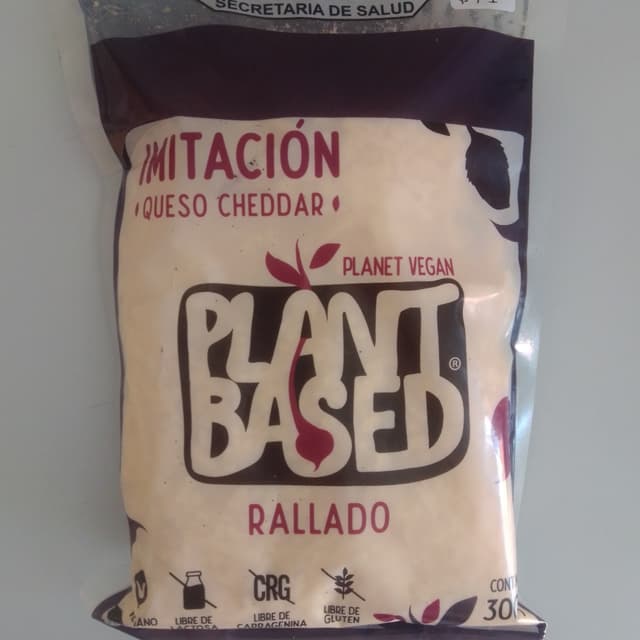 SECRETARIA DE SALUD
IMITACIÓN
QUESO CHEDDAR
PLANET VEGAN
PLANT
BASED®
RALLADO
CRG
LIBRE DE
LACTOSA
LIBRE DE
CARRAGENINA
LIBRE DE
GLUTEN